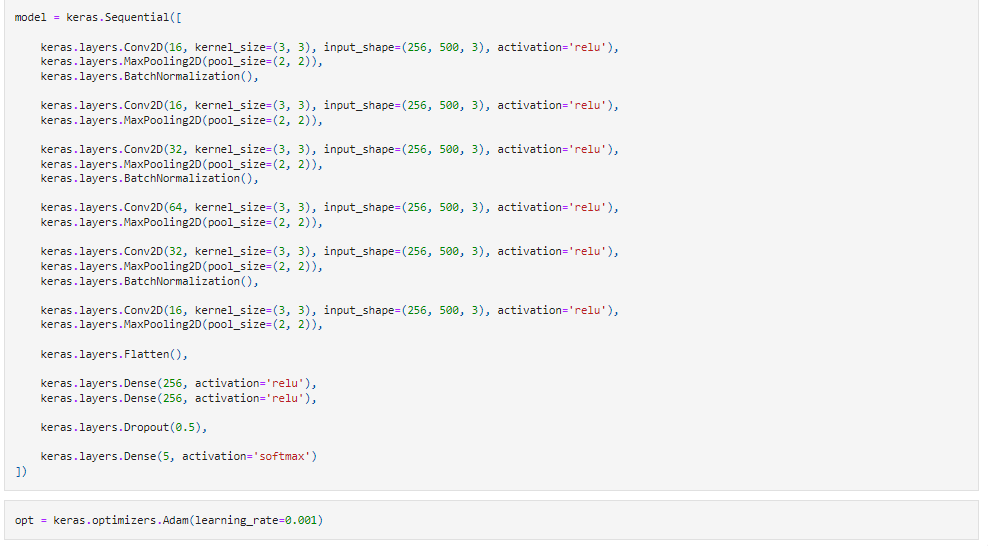 model = keras.Sequential([
keras.layers.Conv2D(16, kernel_size=(3, 3), input_shape=(256, 500, 3), activation='relu'),
keras.layers.MaxPooling2D(pool_size=(2, 2)),
keras.layers.BatchNormalization(),
keras.layers.Conv2D(16, kernel_size=(3, 3), input_shape=(256, 500, 3), activation='relu'),
keras.layers.MaxPooling2D(pool_size=(2, 2)),
keras.layers.Conv2D(32, kernel_size=(3, 3), input_shape=(256, 500, 3), activation='relu'),
keras.layers.MaxPooling2D(pool_size=(2, 2)),
keras.layers.BatchNormalization(),
keras.layers.Conv2D(64, kernel_size=(3, 3), input_shape=(256, 500, 3), activation='relu'),
keras.layers.MaxPooling2D(pool_size=(2, 2)),
keras.layers.Conv2D(32, kernel_size=(3, 3), input_shape=(256, 500, 3), activation='relu'),
keras.layers.MaxPooling2D(pool_size=(2, 2)),
keras.layers.BatchNormalization(),
keras.layers.Conv2D(16, kernel_size=(3, 3), input_shape=(256, 500, 3), activation='relu'),
keras.layers.MaxPooling2D(pool_size=(2, 2)),
keras.layers.Flatten(),
keras.layers.Dense(256, activation='relu'),
keras.layers.Dense(256, activation='relu'),
keras.layers.Dropout(0.5),
keras.layers.Dense(5, activation='softmax')
])
opt = keras.optimizers.Adam(learning_rate=0.001)